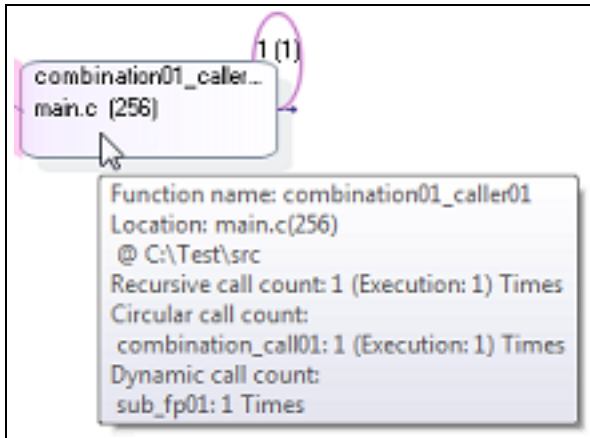 1 (1)
combination01_caller...
main.c (256)
Function name: combination01_caller01
Location: main.c(256)
@ C:\Test\src
Recursive call count: 1 (Execution: 1) Times
Circular call count:
combination_call01: 1 (Execution: 1) Times
Dynamic call count:
sub_fp01: 1 Times